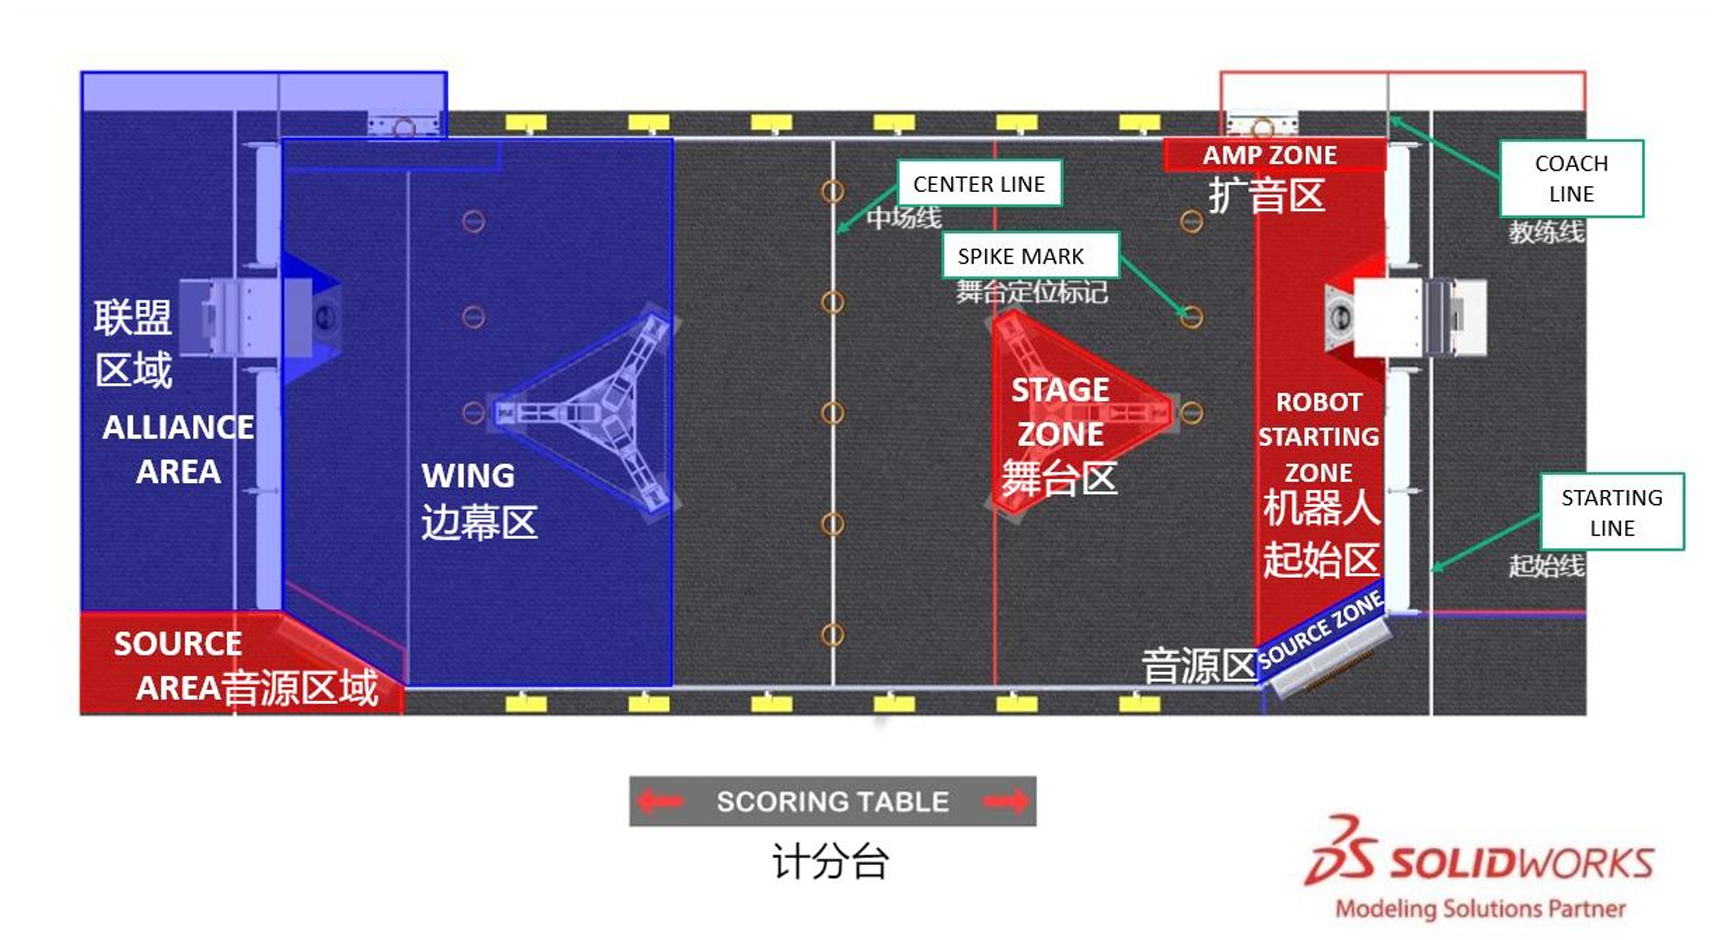 AMP ZONE
扩音区
CENTER LINE
中场线
COACH
LINE
教练线
SPIKE MARK
舞台定位标记
联盟
区域
ALLIANCE
AREA
WING
边幕区
STAGE
ZONE
舞台区
ROBOT
STARTING
ZONE
机器人
起始区
STARTING
LINE
起始线
SOURCE
AREA音源区域
音源区
SOURCE ZONE
SCORING TABLE
计分台
SOLIDWORKS
Modeling Solutions Partner